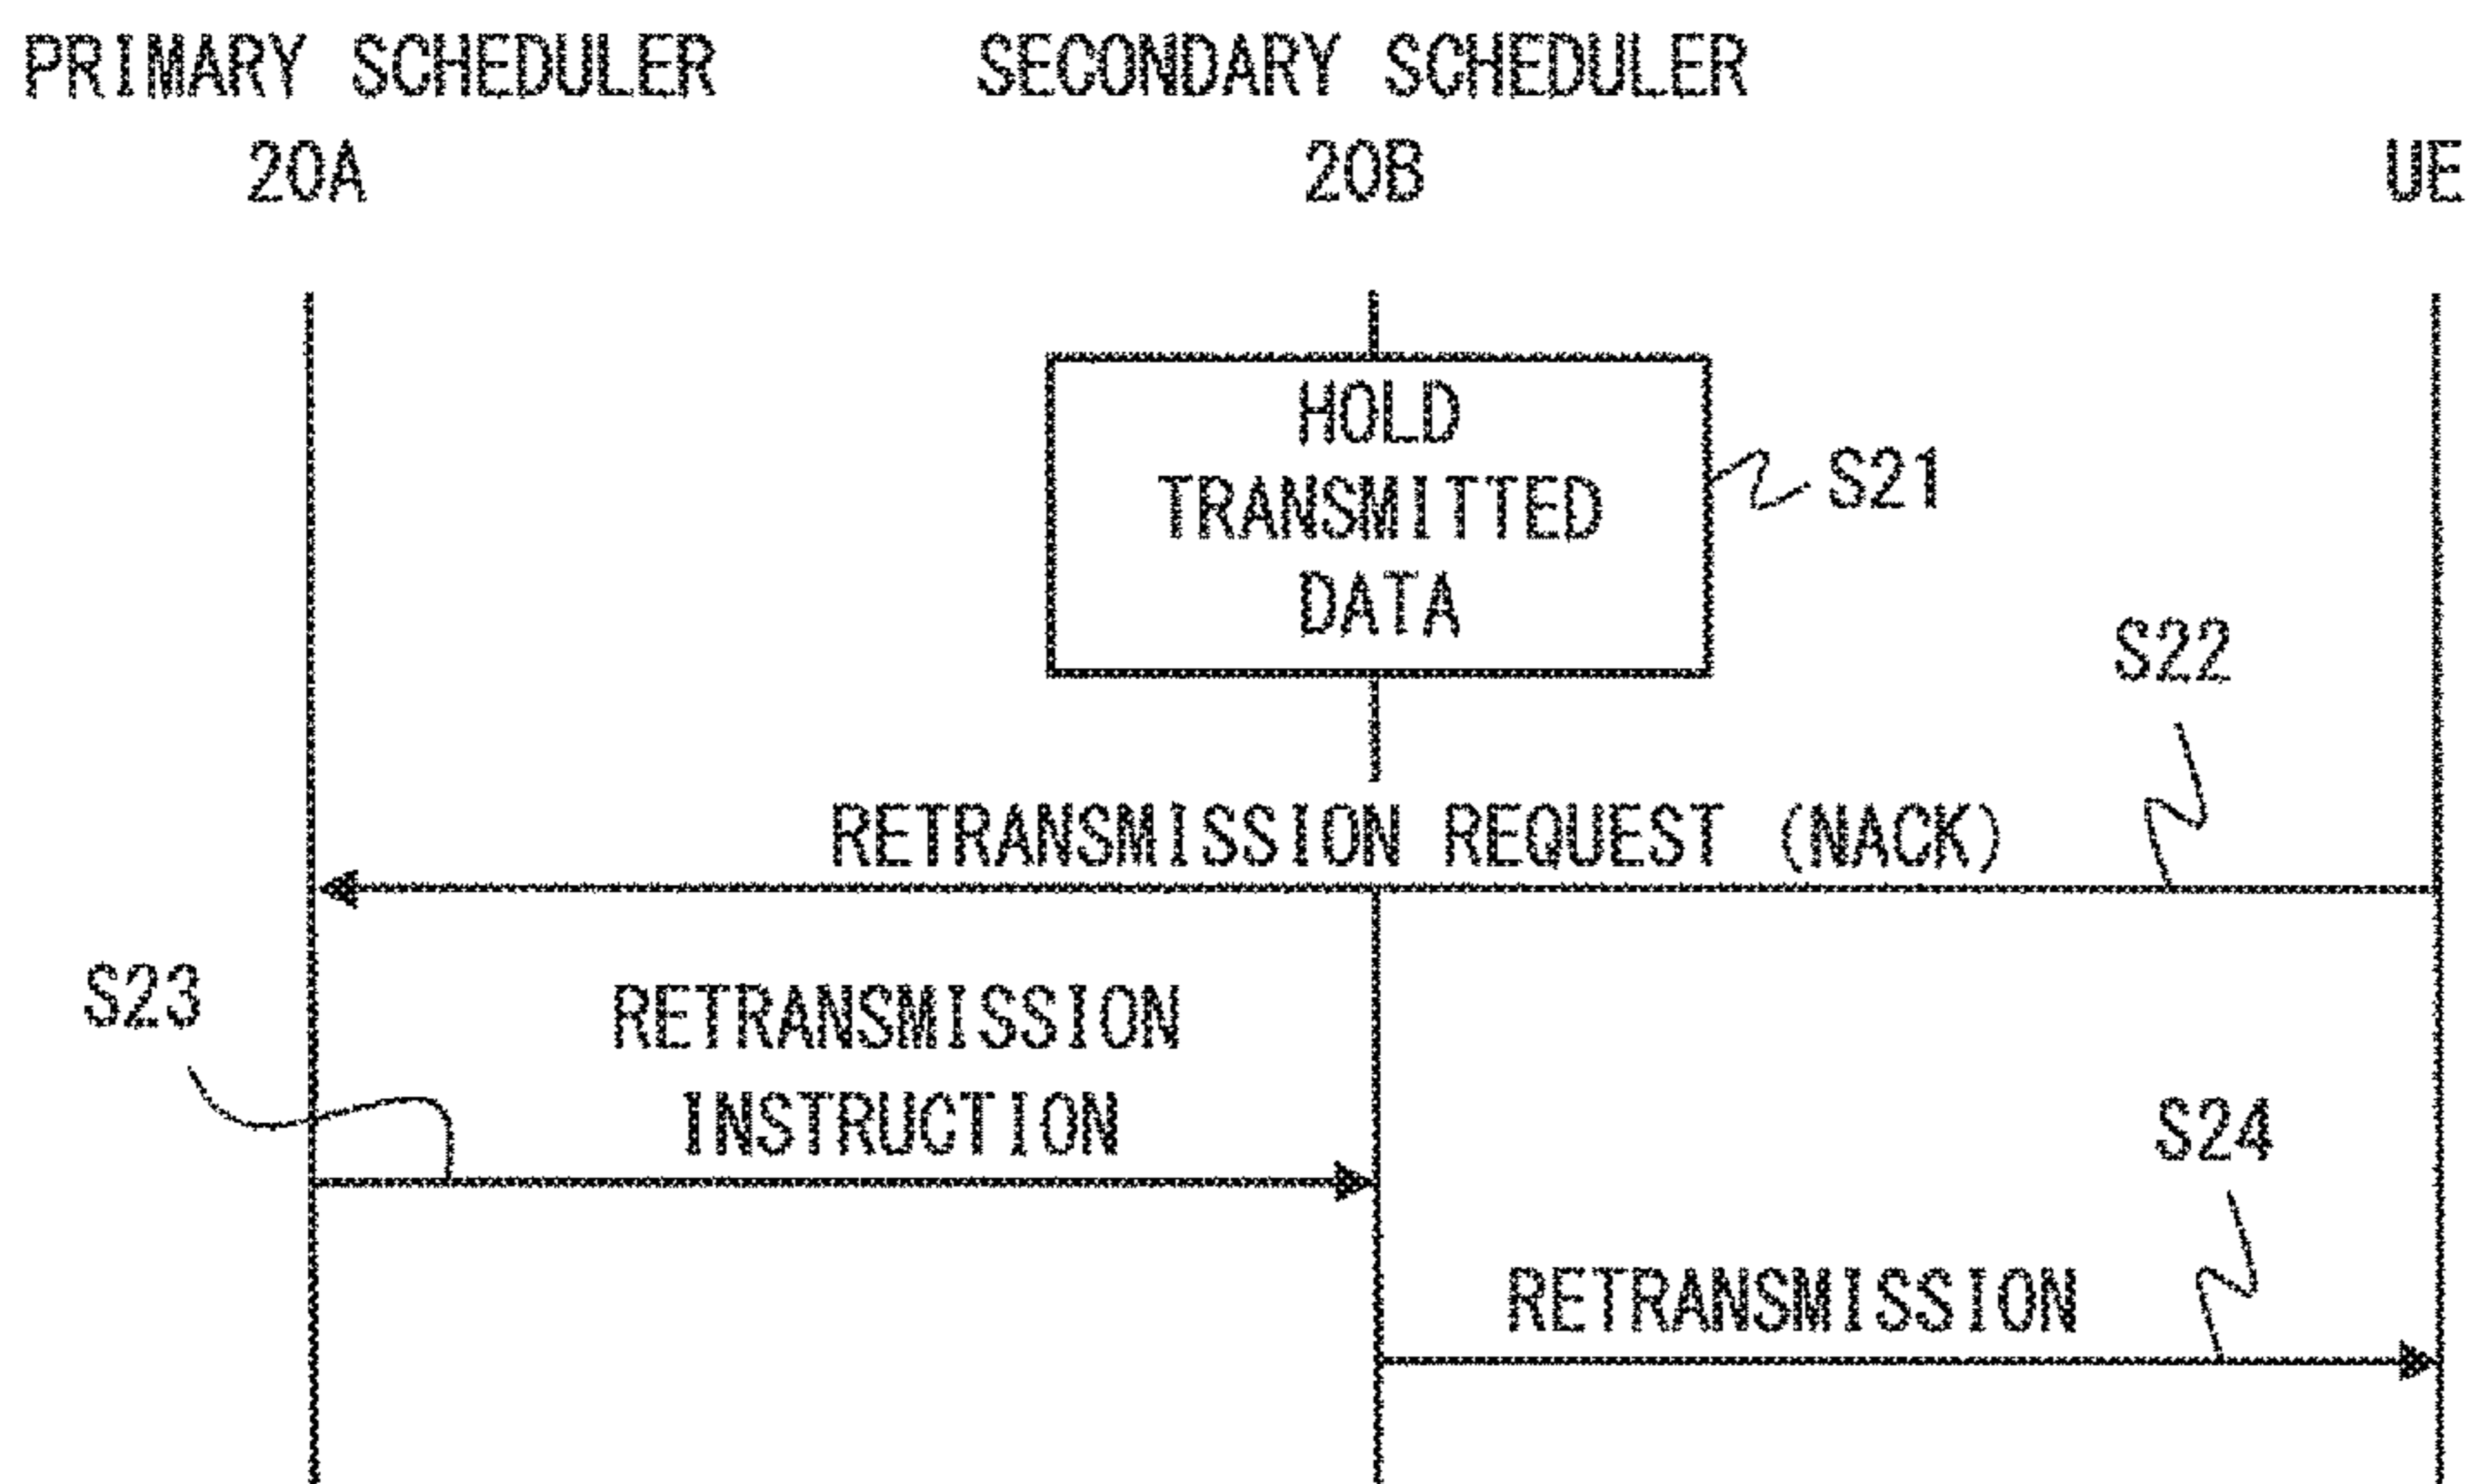 PRIMARY SCHEDULER
20A
SECONDARY SCHEDULER
20B
UE
HOLD
TRANSMITTED
DATA
S21
S22
RETRANSMISSION REQUEST (NACK)
S23
RETRANSMISSION
INSTRUCTION
S24
RETRANSMISSION